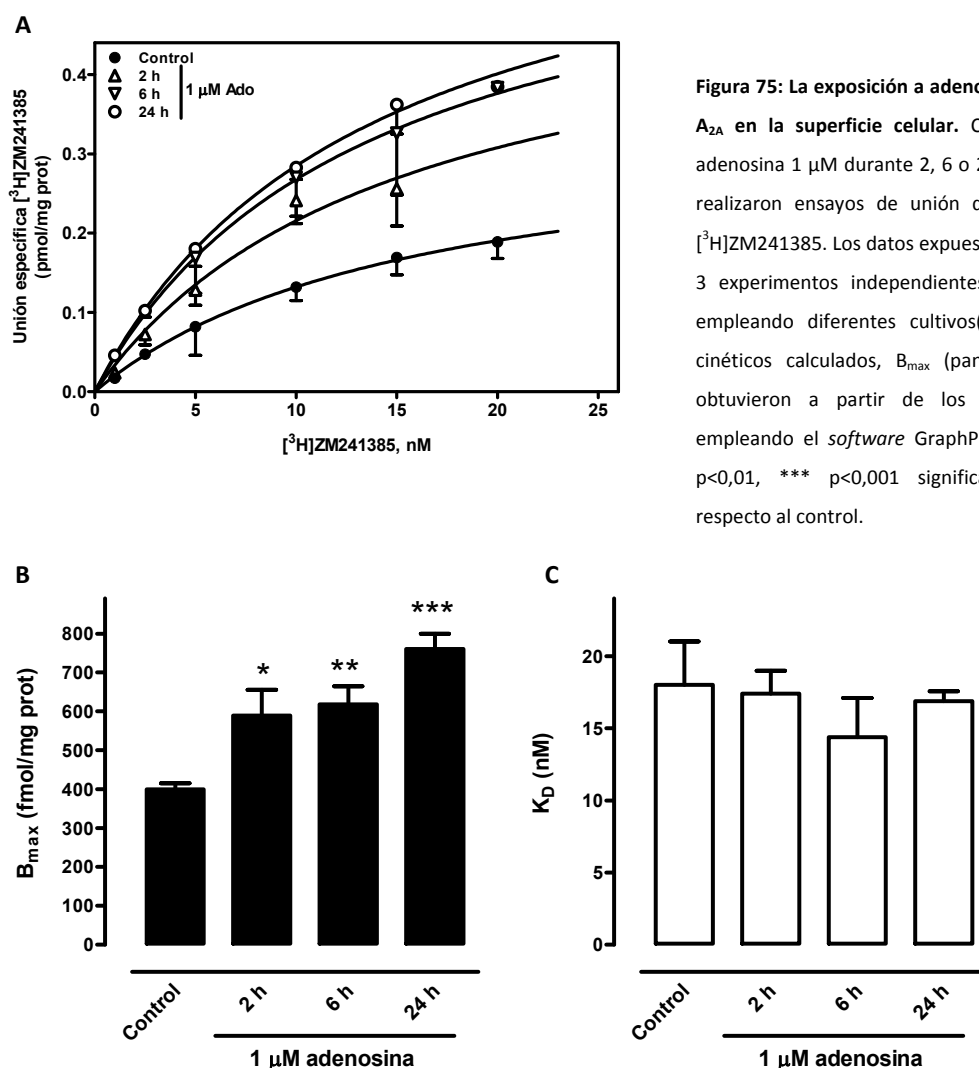 A
Unión específica [³H]ZM241385
(pmol/mg prot)
0.4
0.3
0.2
0.1
0.0
Control
2 h
6 h
24 h
1 μM Ado
0 5 10 15 20 25
[³H]ZM241385, nM
Figura 75: La exposición a adeno
A₂A en la superficie celular.
adenosina 1 μM durante 2, 6 o 2
realizaron ensayos de unión
[³H]ZM241385. Los datos expues
3 experimentos independientes
empleando diferentes cultivos(
cinéticos calculados, Bmax (pan
obtuvieron a partir de los
empleando el software GraphP
p<0,01, *** p<0,001 signific
respecto al control.
B
Bmax (fmol/mg prot)
800
700
600
500
400
300
200
100
0
* ** ***
Control 2 h 6 h 24 h
1 μM adenosina
C
KD (nM)
20
15
10
5
0
Control 2 h 6 h 24 h
1 μM adenosina